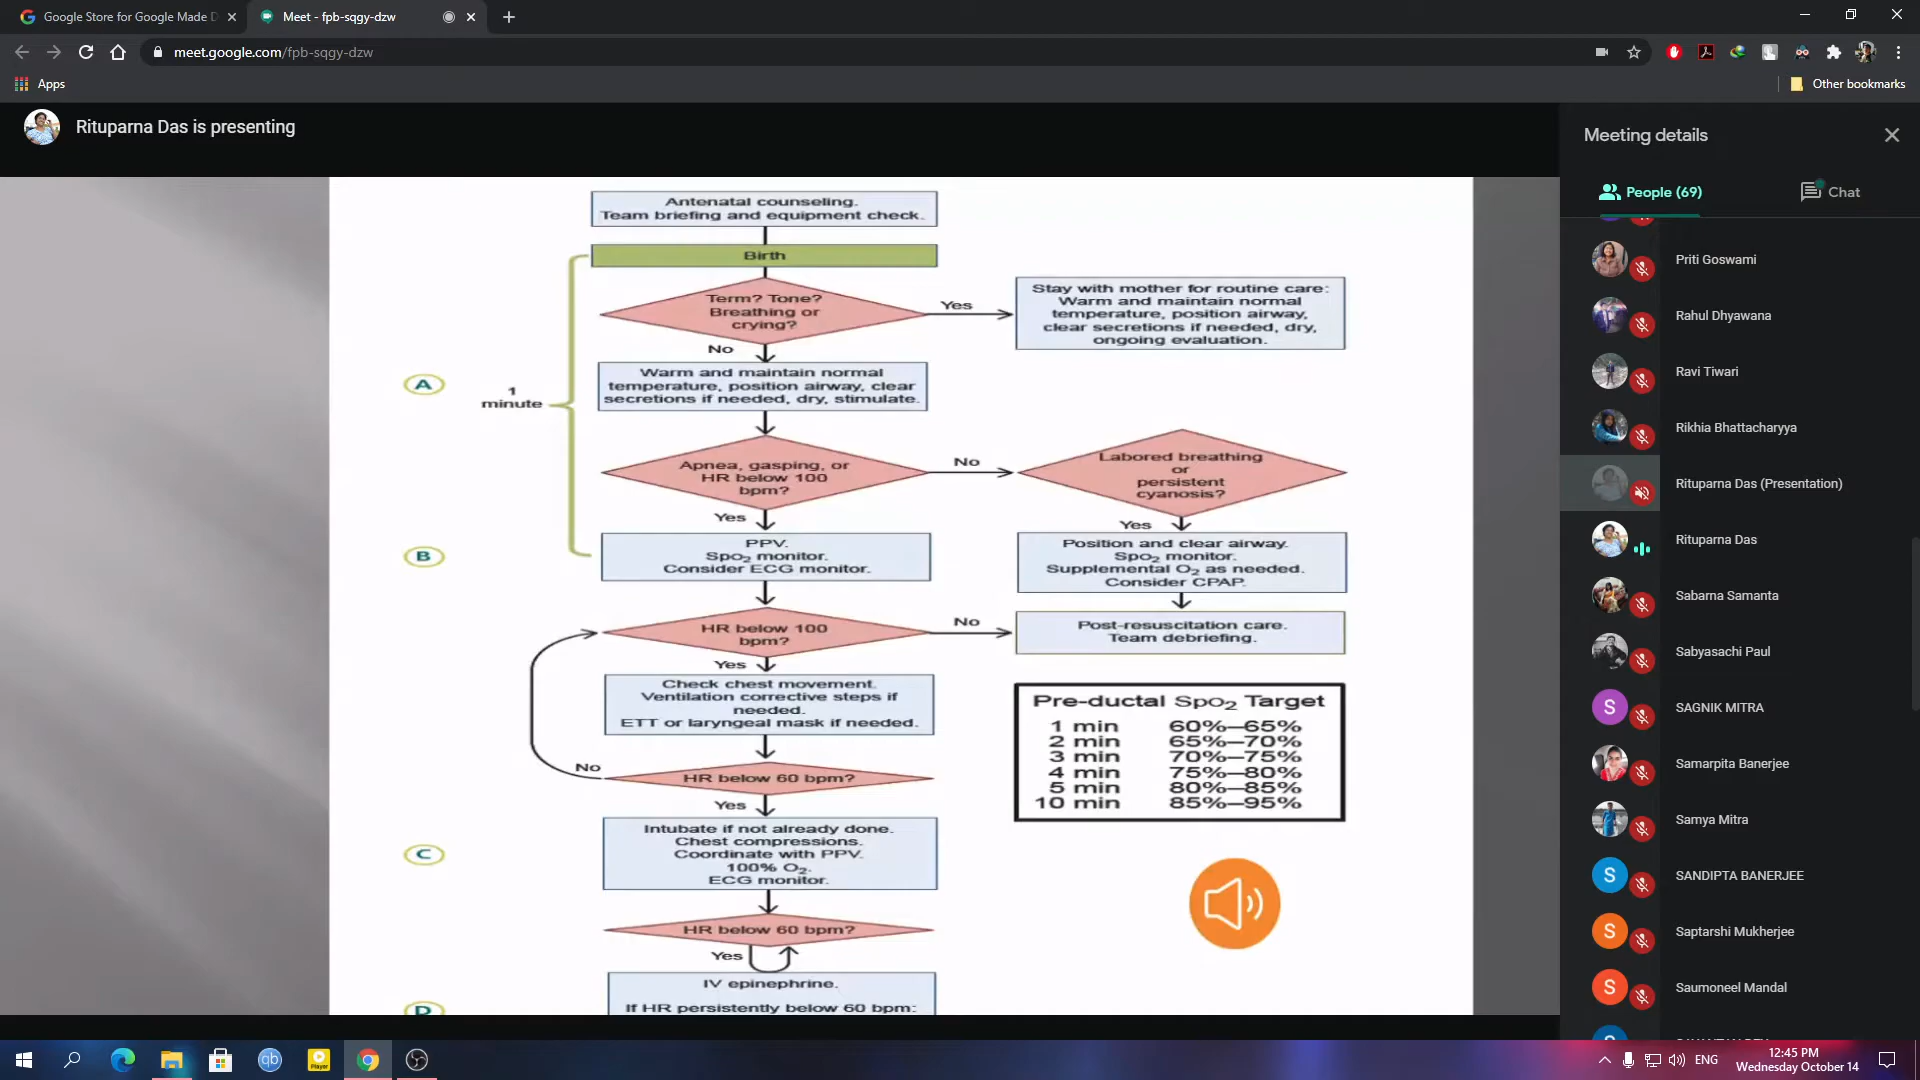 Google Store for Google Made D
Meet - fpb-sqgy-dzw
meet.google.com/fpb-sqgy-dzw
Apps
Other bookmarks
Rituparna Das is presenting
Meeting details
People (69)
Chat
Antenatal counseling.
Team briefing and equipment check.
Birth
Term? Tone?
Breathing or
crying?
Yes
Stay with mother for routine care:
Warm and maintain normal
temperature, position airway,
clear secretions if needed, dry,
ongoing evaluation.
No
A
1
minute
Warm and maintain normal
temperature, position airway, clear
secretions if needed, dry, stimulate.
Apnea, gasping, or
HR below 100
bpm?
No
Labored breathing
or
persistent
cyanosis?
Yes
Yes
B
PPV.
Spo2 monitor.
Consider ECG monitor.
Position and clear airway.
Spo2 monitor.
Supplemental O2 as needed.
Consider CPAP.
HR below 100
bpm?
No
Post-resuscitation care.
Team debriefing.
Yes
Check chest movement.
Ventilation corrective steps if
needed.
ETT or laryngeal mask if needed.
No
HR below 60 bpm?
Yes
Pre-ductal Spo2 Target
1 min 60%–65%
2 min 65%–70%
3 min 70%–75%
4 min 75%–80%
5 min 80%–85%
10 min 85%–95%
C
Intubate if not already done.
Chest compressions.
Coordinate with PPV.
100% O2.
ECG monitor.
HR below 60 bpm?
Yes
D
IV epinephrine.
If HR persistently below 60 bpm:
Priti Goswami
Rahul Dhyawana
Ravi Tiwari
Rikhia Bhattacharyya
Rituparna Das (Presentation)
Rituparna Das
Sabarna Samanta
Sabyasachi Paul
S
SAGNIK MITRA
Samarpita Banerjee
Samya Mitra
S
SANDIPTA BANERJEE
S
Saptarshi Mukherjee
S
Saumoneel Mandal
qb
Player
ENG
12:45 PM
Wednesday October 14